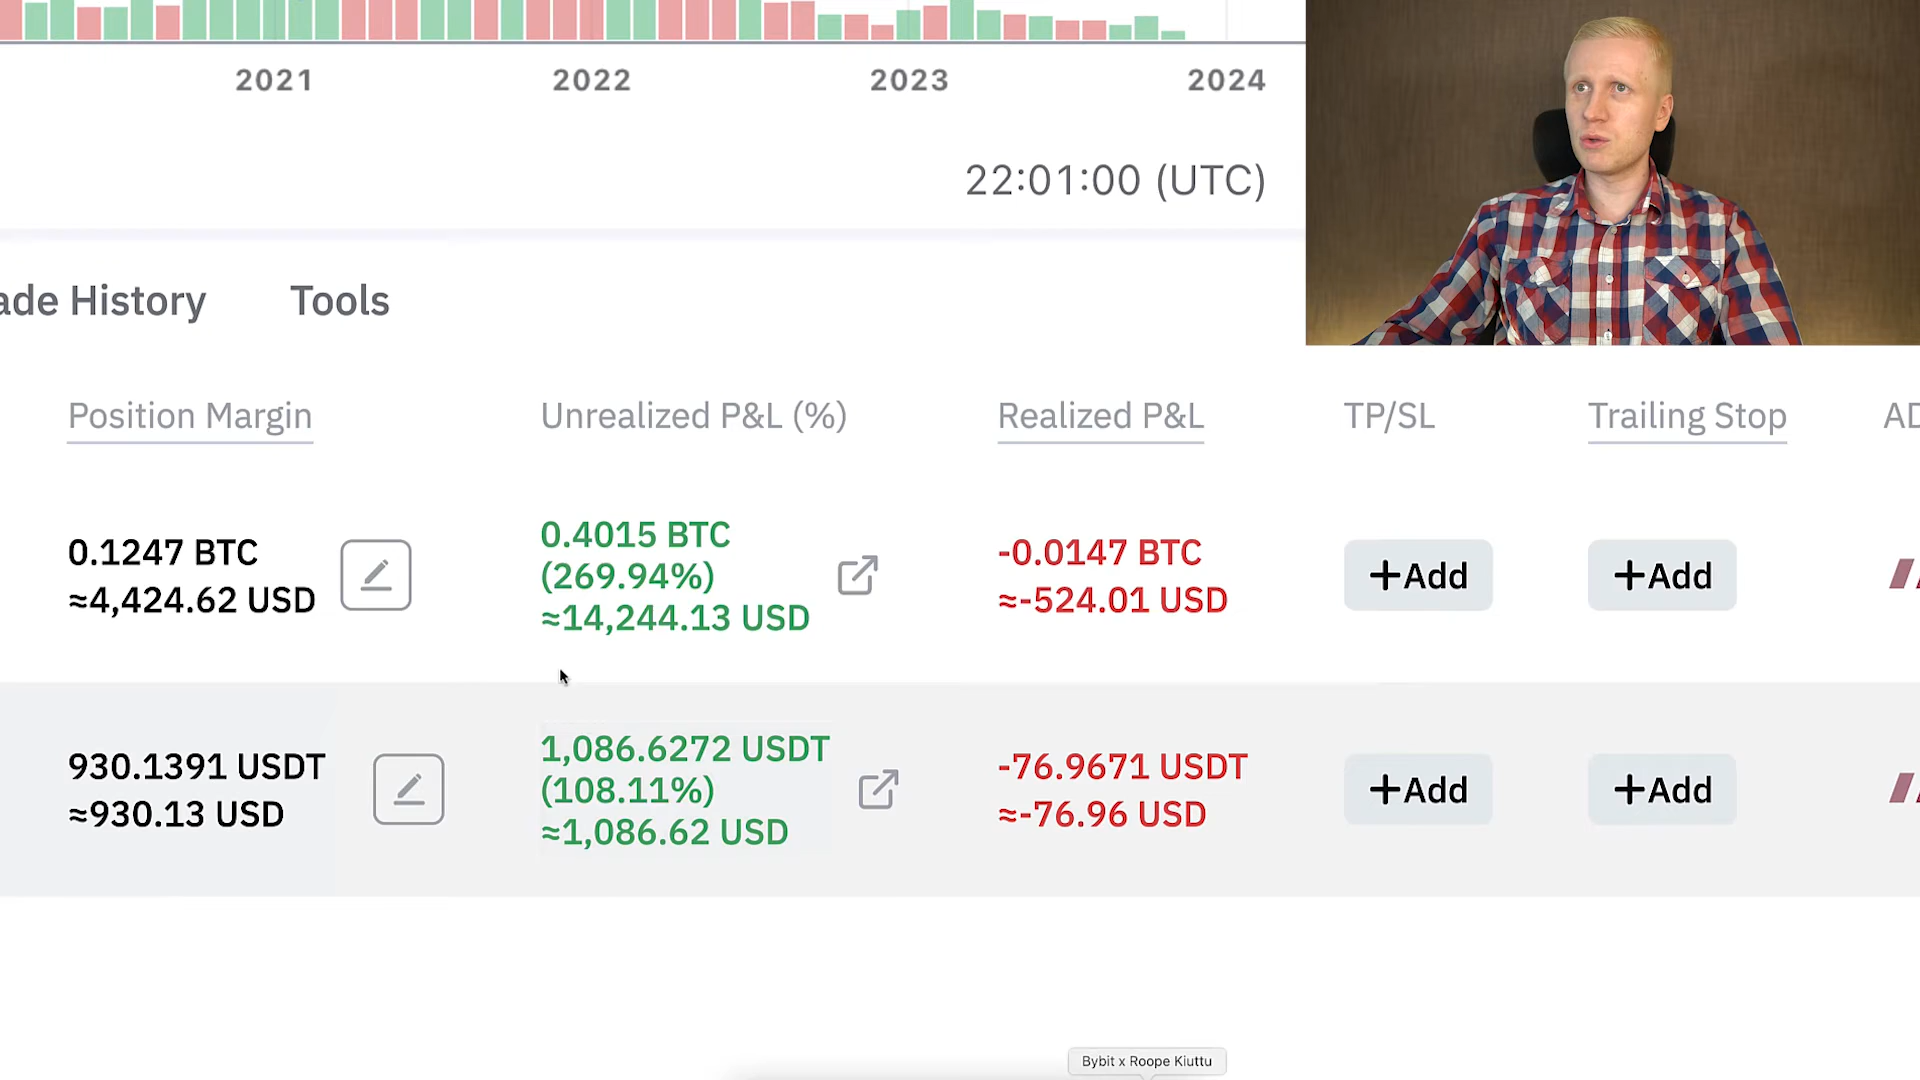 2021 2022 2023 2024
22:01:00 (UTC)
ade History Tools
Position Margin Unrealized P&L (%) Realized P&L TP/SL Trailing Stop AD
0.1247 BTC
≈4,424.62 USD
0.4015 BTC
(269.94%)
≈14,244.13 USD
-0.0147 BTC
≈-524.01 USD
+Add
+Add
930.1391 USDT
≈930.13 USD
1,086.6272 USDT
(108.11%)
≈1,086.62 USD
-76.9671 USDT
≈-76.96 USD
+Add
+Add
Bybit x Roope Kiuttu